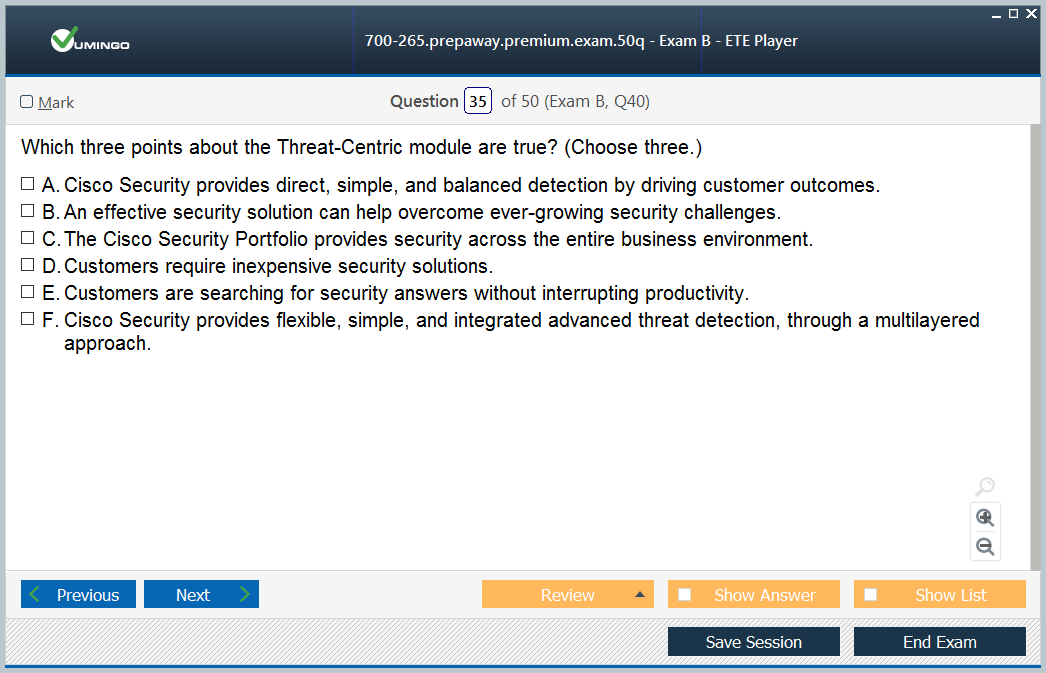 VUMINGO
700-265.prepaway.premium.exam.50q - Exam B - ETE Player
Mark
Question 35 of 50 (Exam B, Q40)
Which three points about the Threat-Centric module are true? (Choose three.)
A. Cisco Security provides direct, simple, and balanced detection by driving customer outcomes.
B. An effective security solution can help overcome ever-growing security challenges.
C. The Cisco Security Portfolio provides security across the entire business environment.
D. Customers require inexpensive security solutions.
E. Customers are searching for security answers without interrupting productivity.
F. Cisco Security provides flexible, simple, and integrated advanced threat detection, through a multilayered
approach.
Previous Next Review Show Answer Show List
Save Session End Exam